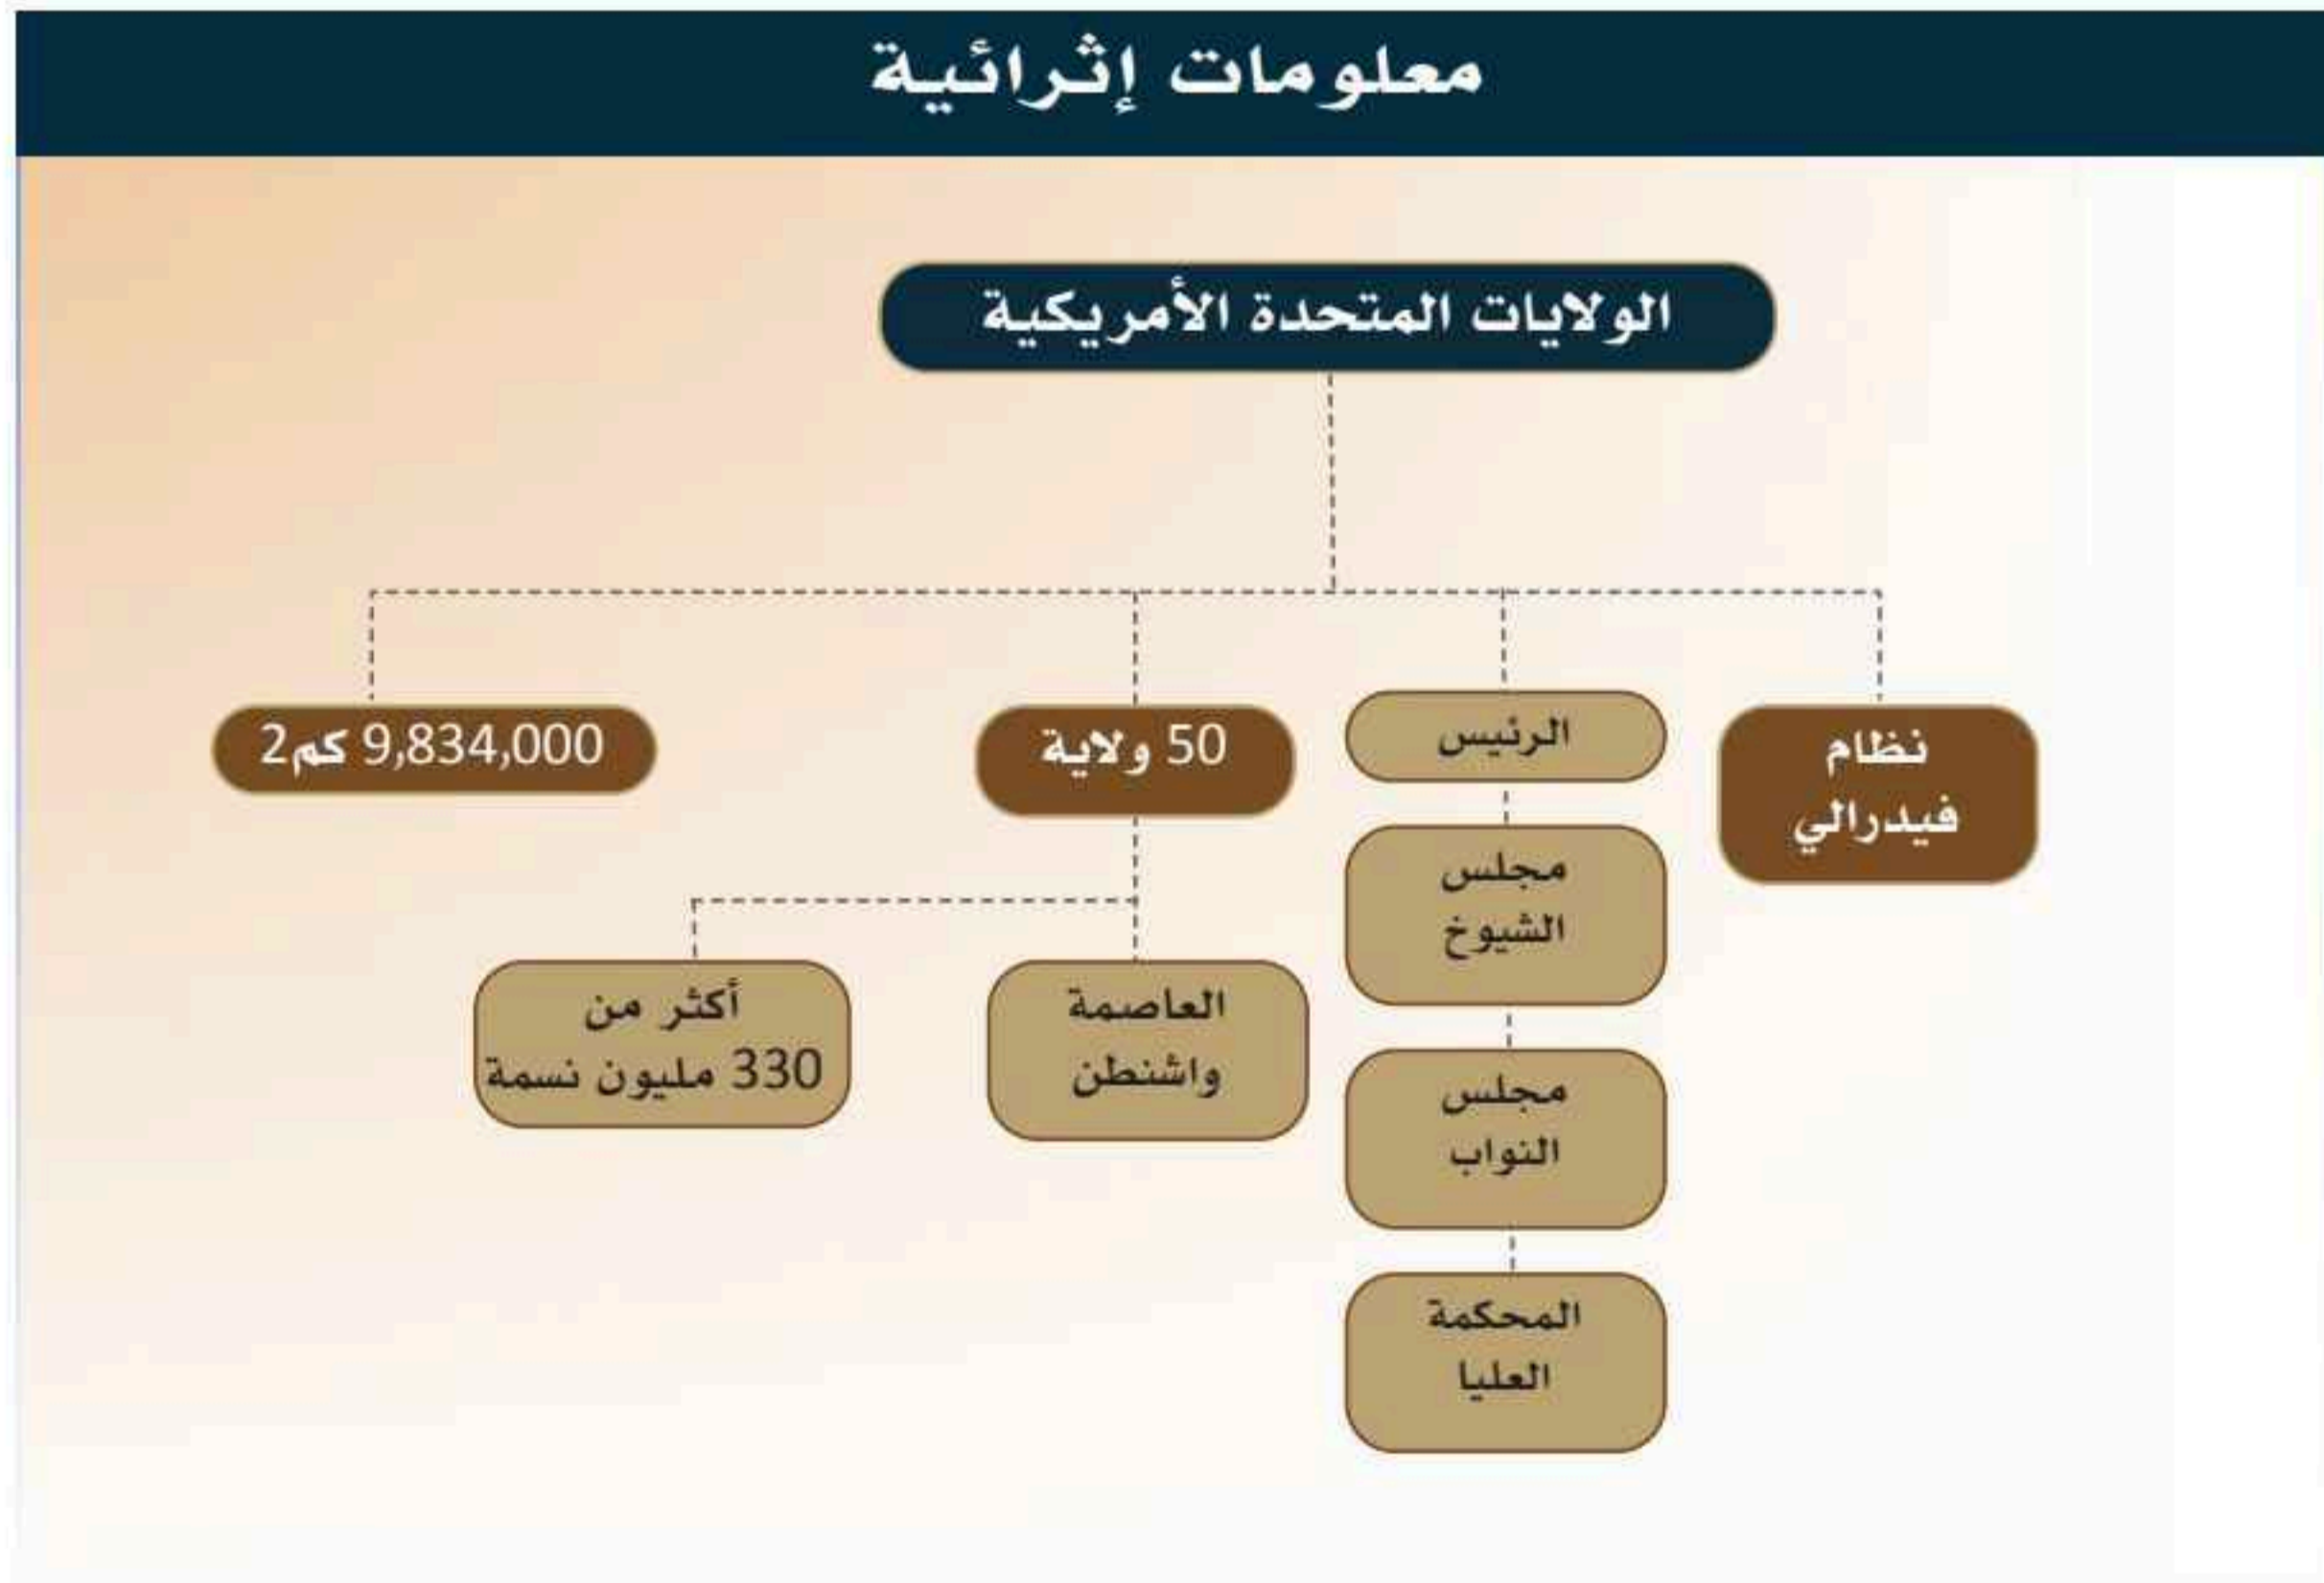 معلومات إثرائية
الولايات المتحدة الأمريكية
نظام
فيدرالي
الرئيس
مجلس
الشيوخ
مجلس
النواب
المحكمة
العليا
50 ولاية
العاصمة
واشنطن
أكثر من
330 مليون نسمة
9,834,000 كم2